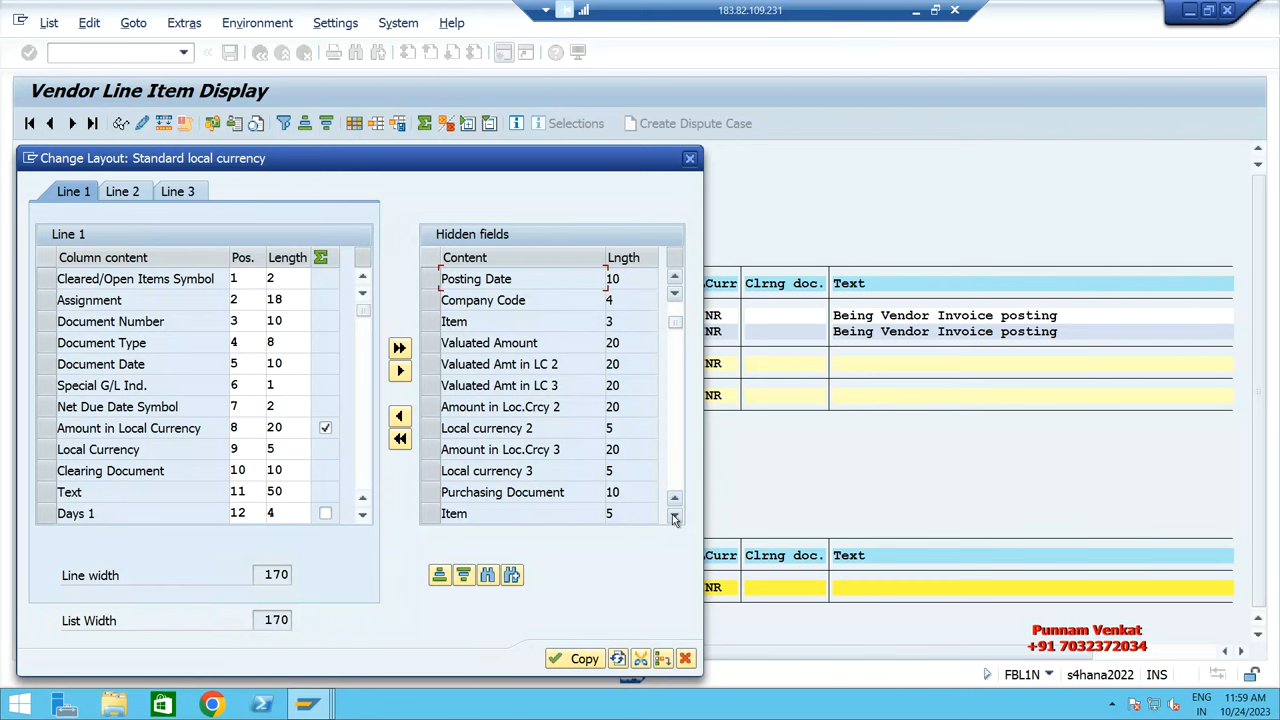 183.82.109.231
List Edit Goto Extras Environment Settings System Help
Vendor Line Item Display
Selections Create Dispute Case
Change Layout: Standard local currency
Line 1 Line 2 Line 3
Line 1
Column content Pos. Length
Cleared/Open Items Symbol 1 2
Assignment 2 18
Document Number 3 10
Document Type 4 8
Document Date 5 10
Special G/L Ind. 6 1
Net Due Date Symbol 7 2
Amount in Local Currency 8 20
Local Currency 9 5
Clearing Document 10 10
Text 11 50
Days 1 12 4
Line width 170
List Width 170
Hidden fields
Content Lngth
Posting Date 10
Company Code 4
Item 3
Valuated Amount 20
Valuated Amt in LC 2 20
Valuated Amt in LC 3 20
Amount in Loc.Crcy 2 20
Local currency 2 5
Amount in Loc.Crcy 3 20
Local currency 3 5
Purchasing Document 10
Item 5
Copy
Curr Clrng doc. Text
NR Being Vendor Invoice posting
NR Being Vendor Invoice posting
NR
NR
Curr Clrng doc. Text
NR
Punnam Venkat
+91 7032372034
FBL1N s4hana2022 INS
ENG 11:59 AM
IN 10/24/2023